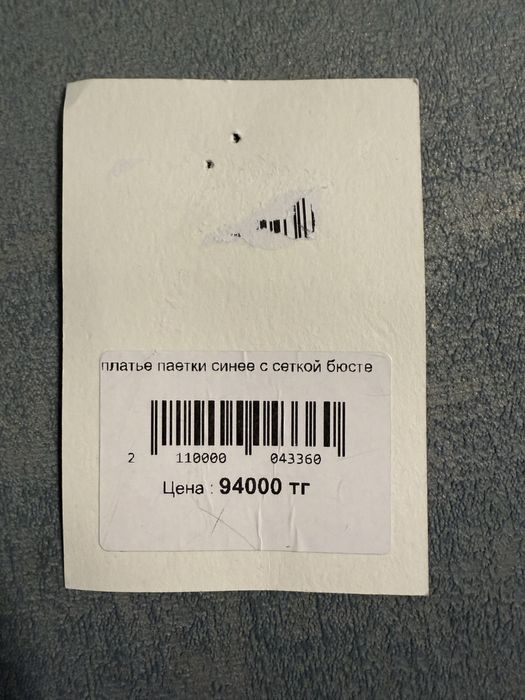 платье паетки синее с сеткой бюсте
2 110000 043360
Цена : 94000 тг